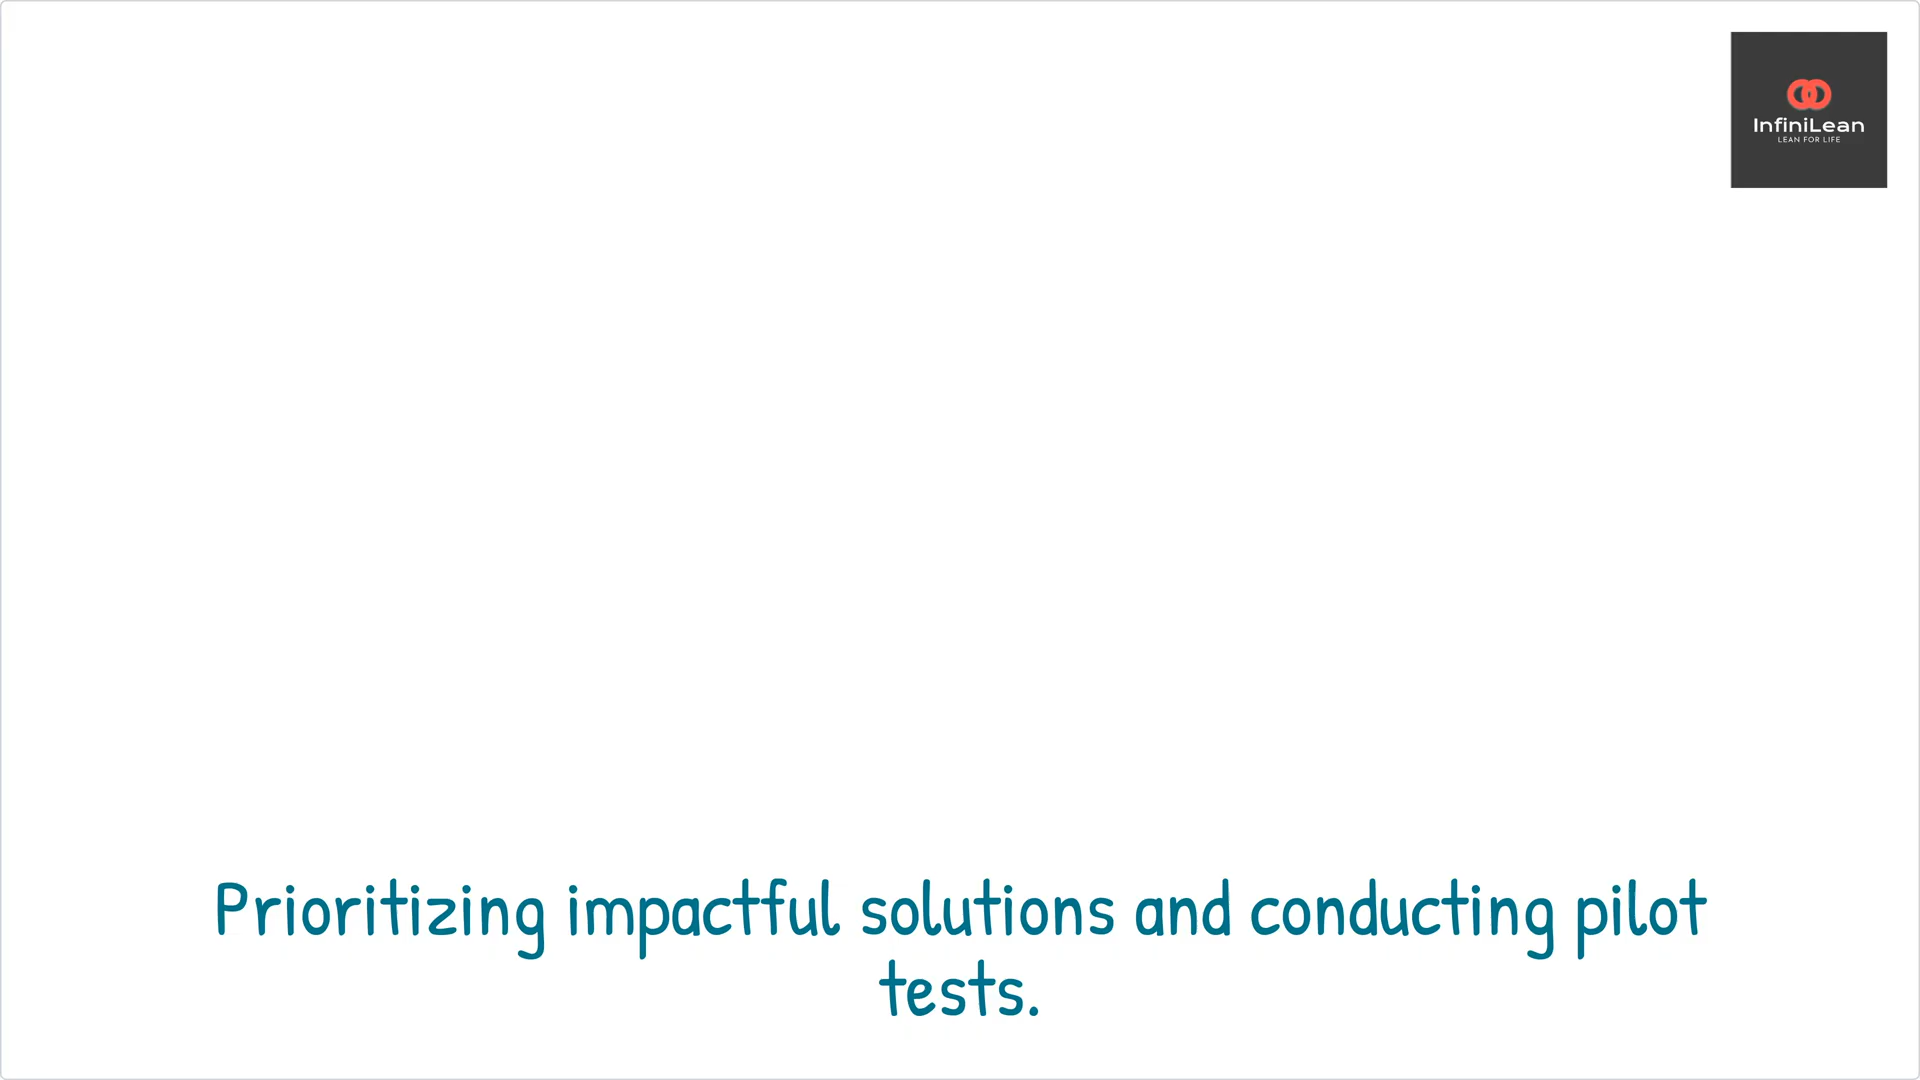 InfiniLean
LEAN FOR LIFE
Prioritizing impactful solutions and conducting pilot
tests.